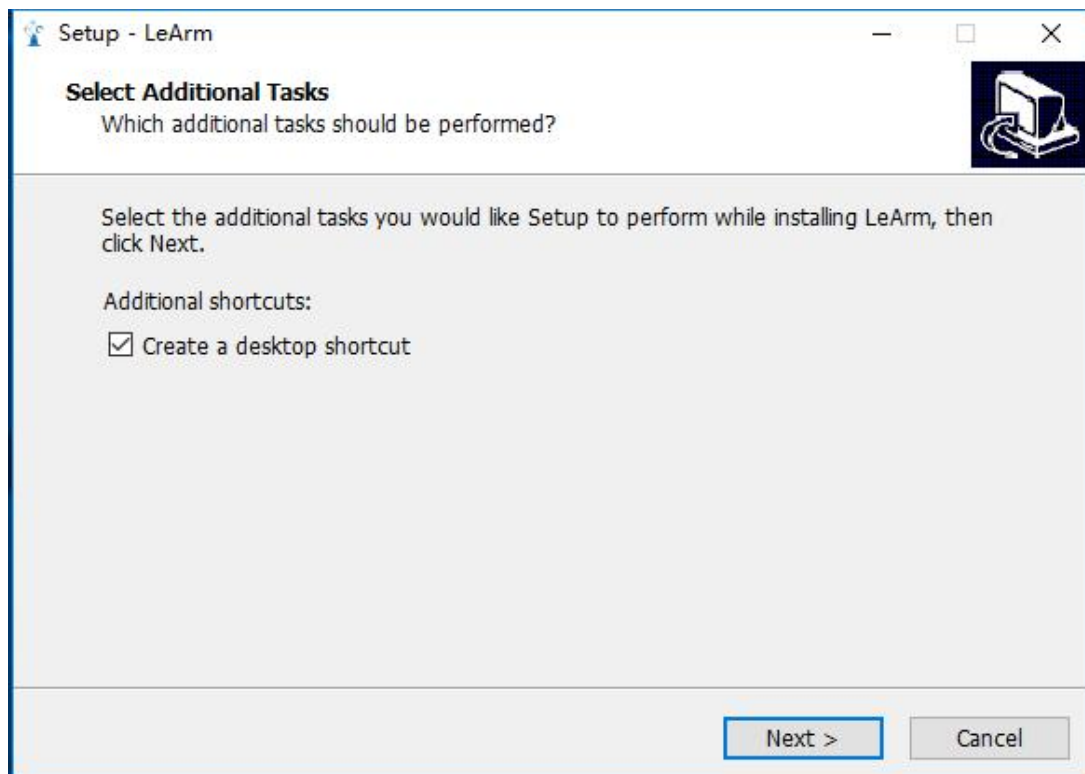 Setup - LeArm
Select Additional Tasks
Which additional tasks should be performed?
Select the additional tasks you would like Setup to perform while installing LeArm, then
click Next.
Additional shortcuts:
Create a desktop shortcut
Next >
Cancel